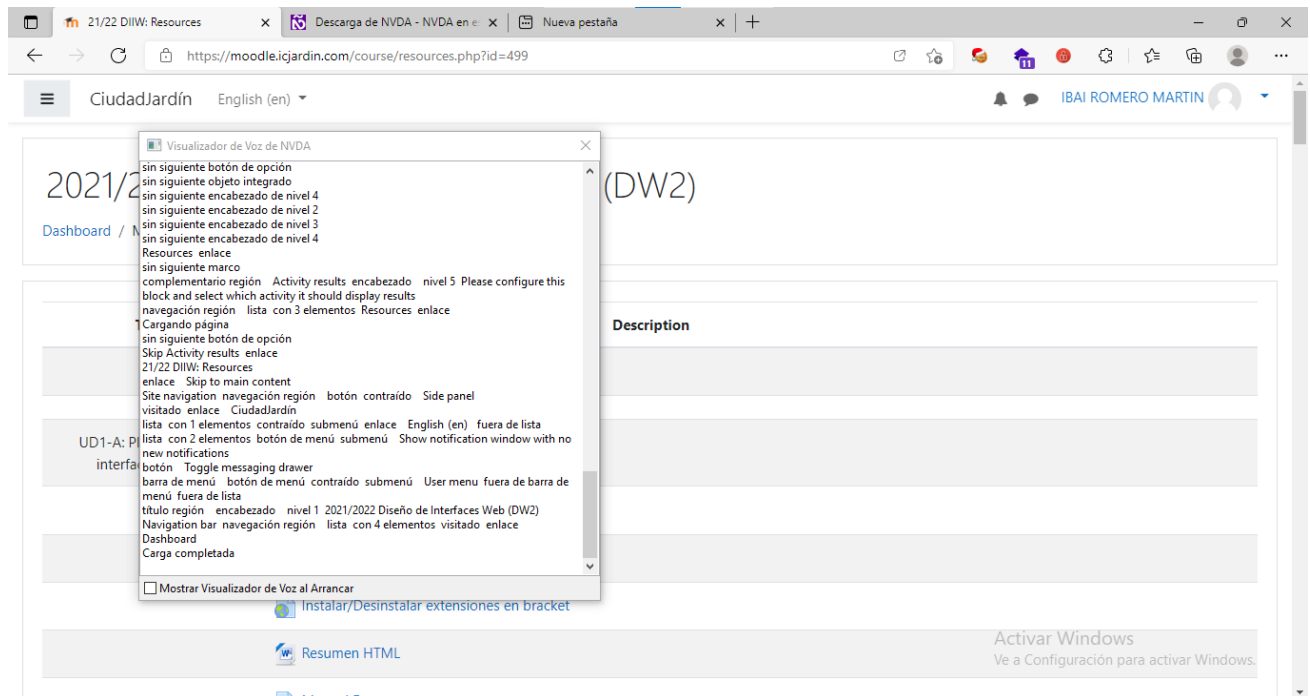 21/22 DIIW: Resources
Descarga de NVDA - NVDA en e
Nueva pestaña
https://moodle.icjardin.com/course/resources.php?id=499
11
CiudadJardín English (en)
IBAI ROMERO MARTIN
Visualizador de Voz de NVDA
2021/2
(DW2)
Dashboard / M
sin siguiente botón de opción
sin siguiente objeto integrado
sin siguiente encabezado de nivel 4
sin siguiente encabezado de nivel 2
sin siguiente encabezado de nivel 3
sin siguiente encabezado de nivel 4
Resources enlace
sin siguiente marco
complementario región Activity results encabezado nivel 5 Please configure this
block and select which activity it should display results
navegación región lista con 3 elementos Resources enlace
Cargando página
sin siguiente botón de opción
Skip Activity results enlace
21/22 DIIW: Resources
enlace Skip to main content
Site navigation navegación región botón contraído Side panel
visitado enlace CiudadJardín
lista con 1 elementos contraído submenú enlace English (en) fuera de lista
lista con 2 elementos botón de menú submenú Show notification window with no
new notifications
botón Toggle messaging drawer
barra de menú botón de menú contraído submenú User menu fuera de barra de
menú fuera de lista
título región encabezado nivel 1 2021/2022 Diseño de Interfaces Web (DW2)
Navigation bar navegación región lista con 4 elementos visitado enlace
Dashboard
Carga completada
Mostrar Visualizador de Voz al Arrancar
Description
UD1-A: Pl
interfa
Instalar/Desinstalar extensiones en bracket
Resumen HTML
Activar Windows
Ve a Configuración para activar Windows.